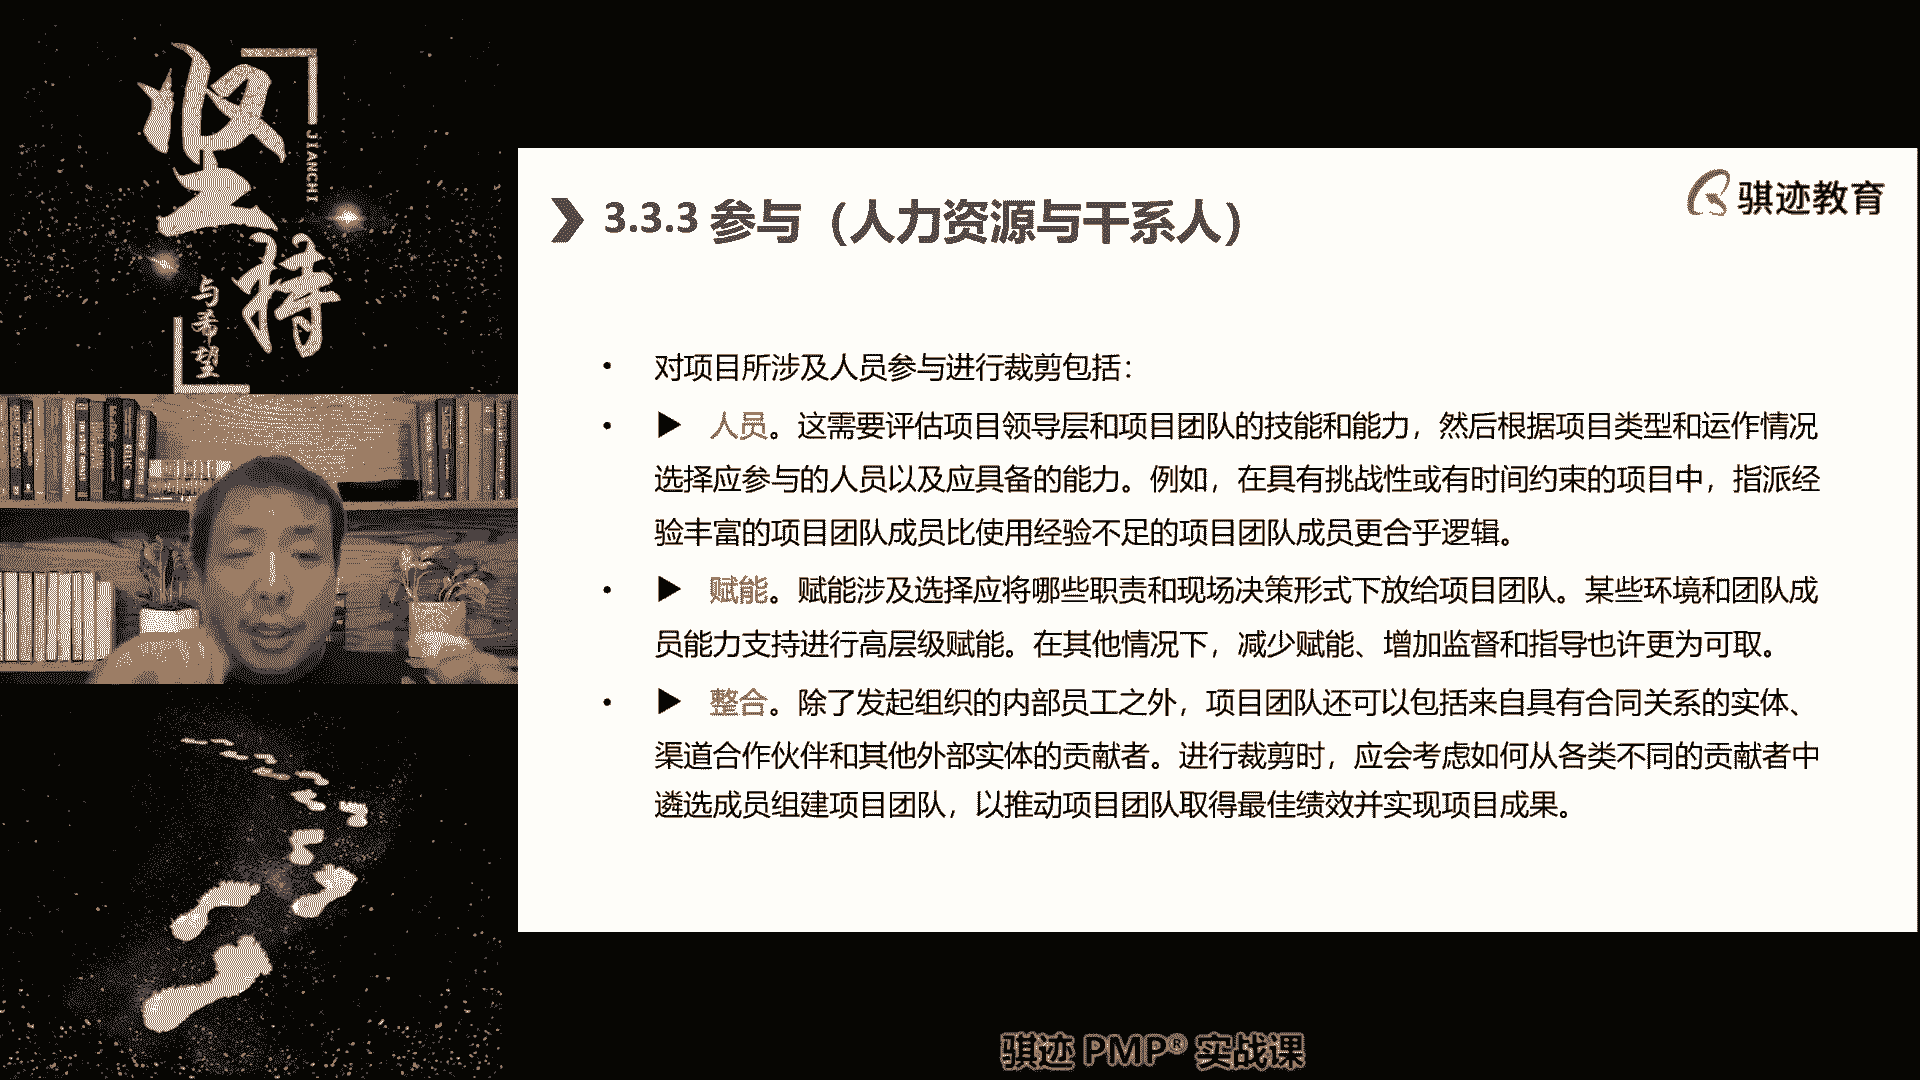 坚持
JIANCHI
与希望
骐迹教育
3.3.3 参与（人力资源与干系人）
• 对项目所涉及人员参与进行裁剪包括：
• ▶ 人员。这需要评估项目领导层和项目团队的技能和能力，然后根据项目类型和运作情况
选择应参与的人员以及应具备的能力。例如，在具有挑战性或有时间约束的项目中，指派经
验丰富的项目团队成员比使用经验不足的项目团队成员更合乎逻辑。
• ▶ 赋能。赋能涉及选择应将哪些职责和现场决策形式下放给项目团队。某些环境和团队成
员能力支持进行高层级赋能。在其他情况下，减少赋能、增加监督和指导也许更为可取。
• ▶ 整合。除了发起组织的内部员工之外，项目团队还可以包括来自具有合同关系的实体、
渠道合作伙伴和其他外部实体的贡献者。进行裁剪时，应会考虑如何从各类不同的贡献者中
遴选成员组建项目团队，以推动项目团队取得最佳绩效并实现项目成果。
骐迹 PMP® 实战课